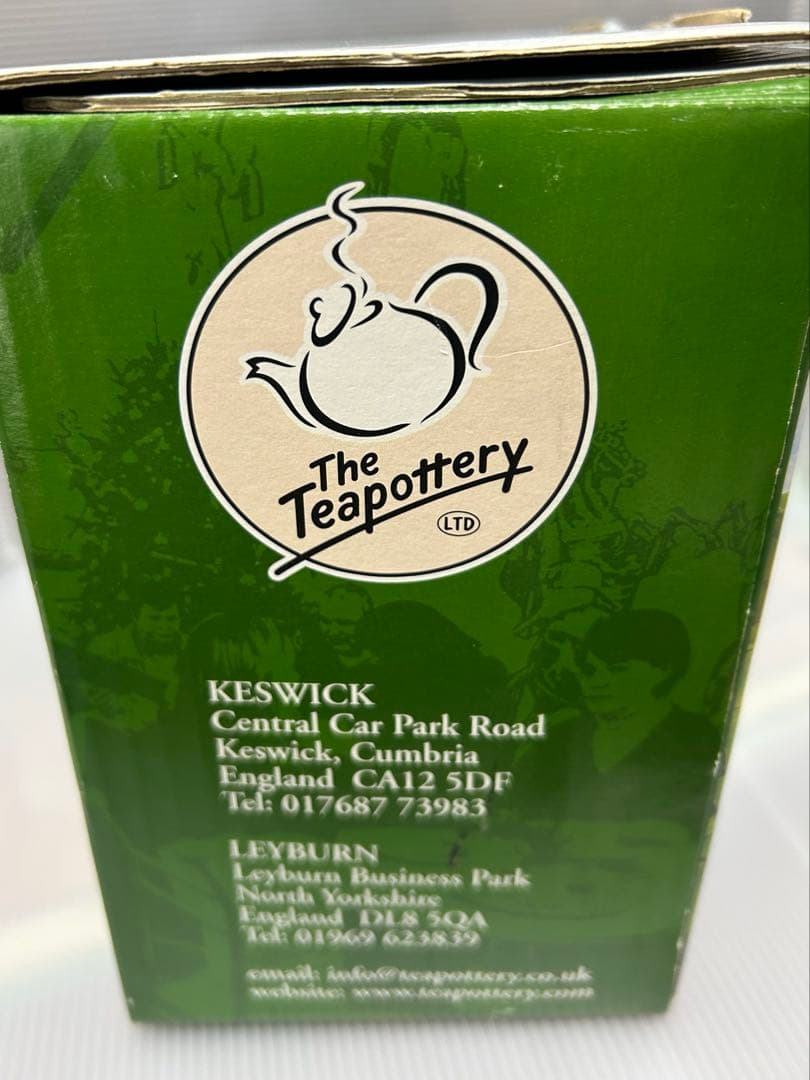 The
Teapottery
LTD
KESWICK
Central Car Park Road
Keswick, Cumbria
England CA12 5DF
Tel: 017687 73983
LEYBURN
Leyburn Business Park
North Yorkshire
England DL8 5QA
Tel: 01969 623839
email: info@teapottery.co.uk
website: www.teapottery.com